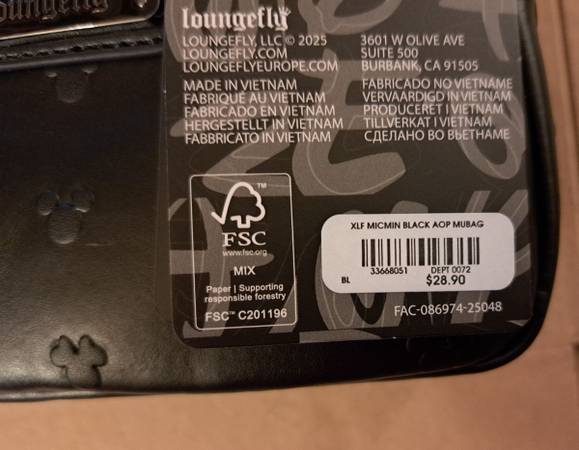 loungefly
loungefly
LOUNGEFLY, LLC © 2025
LOUNGEFLY.COM
LOUNGEFLYEUROPE.COM
3601 W OLIVE AVE
SUITE 500
BURBANK, CA 91505
MADE IN VIETNAM
FABRIQUÉ AU VIETNAM
FABRICADO EN VIETNAM
HERGESTELLT IN VIETNAM
FABBRICATO IN VIETNAM
FABRICADO NO VIETNAME
VERVAARDIGD IN VIETNAM
PRODUCERET I VIETNAM
TILLVERKAT I VIETNAM
СДЕЛАНО ВО ВЬЕТНАМЕ
TM
FSC
www.fsc.org
MIX
Paper | Supporting
responsible forestry
FSC™ C201196
XLF MICMIN BLACK AOP MUBAG
33668051 DEPT 0072
BL $28.90
FAC-086974-25048